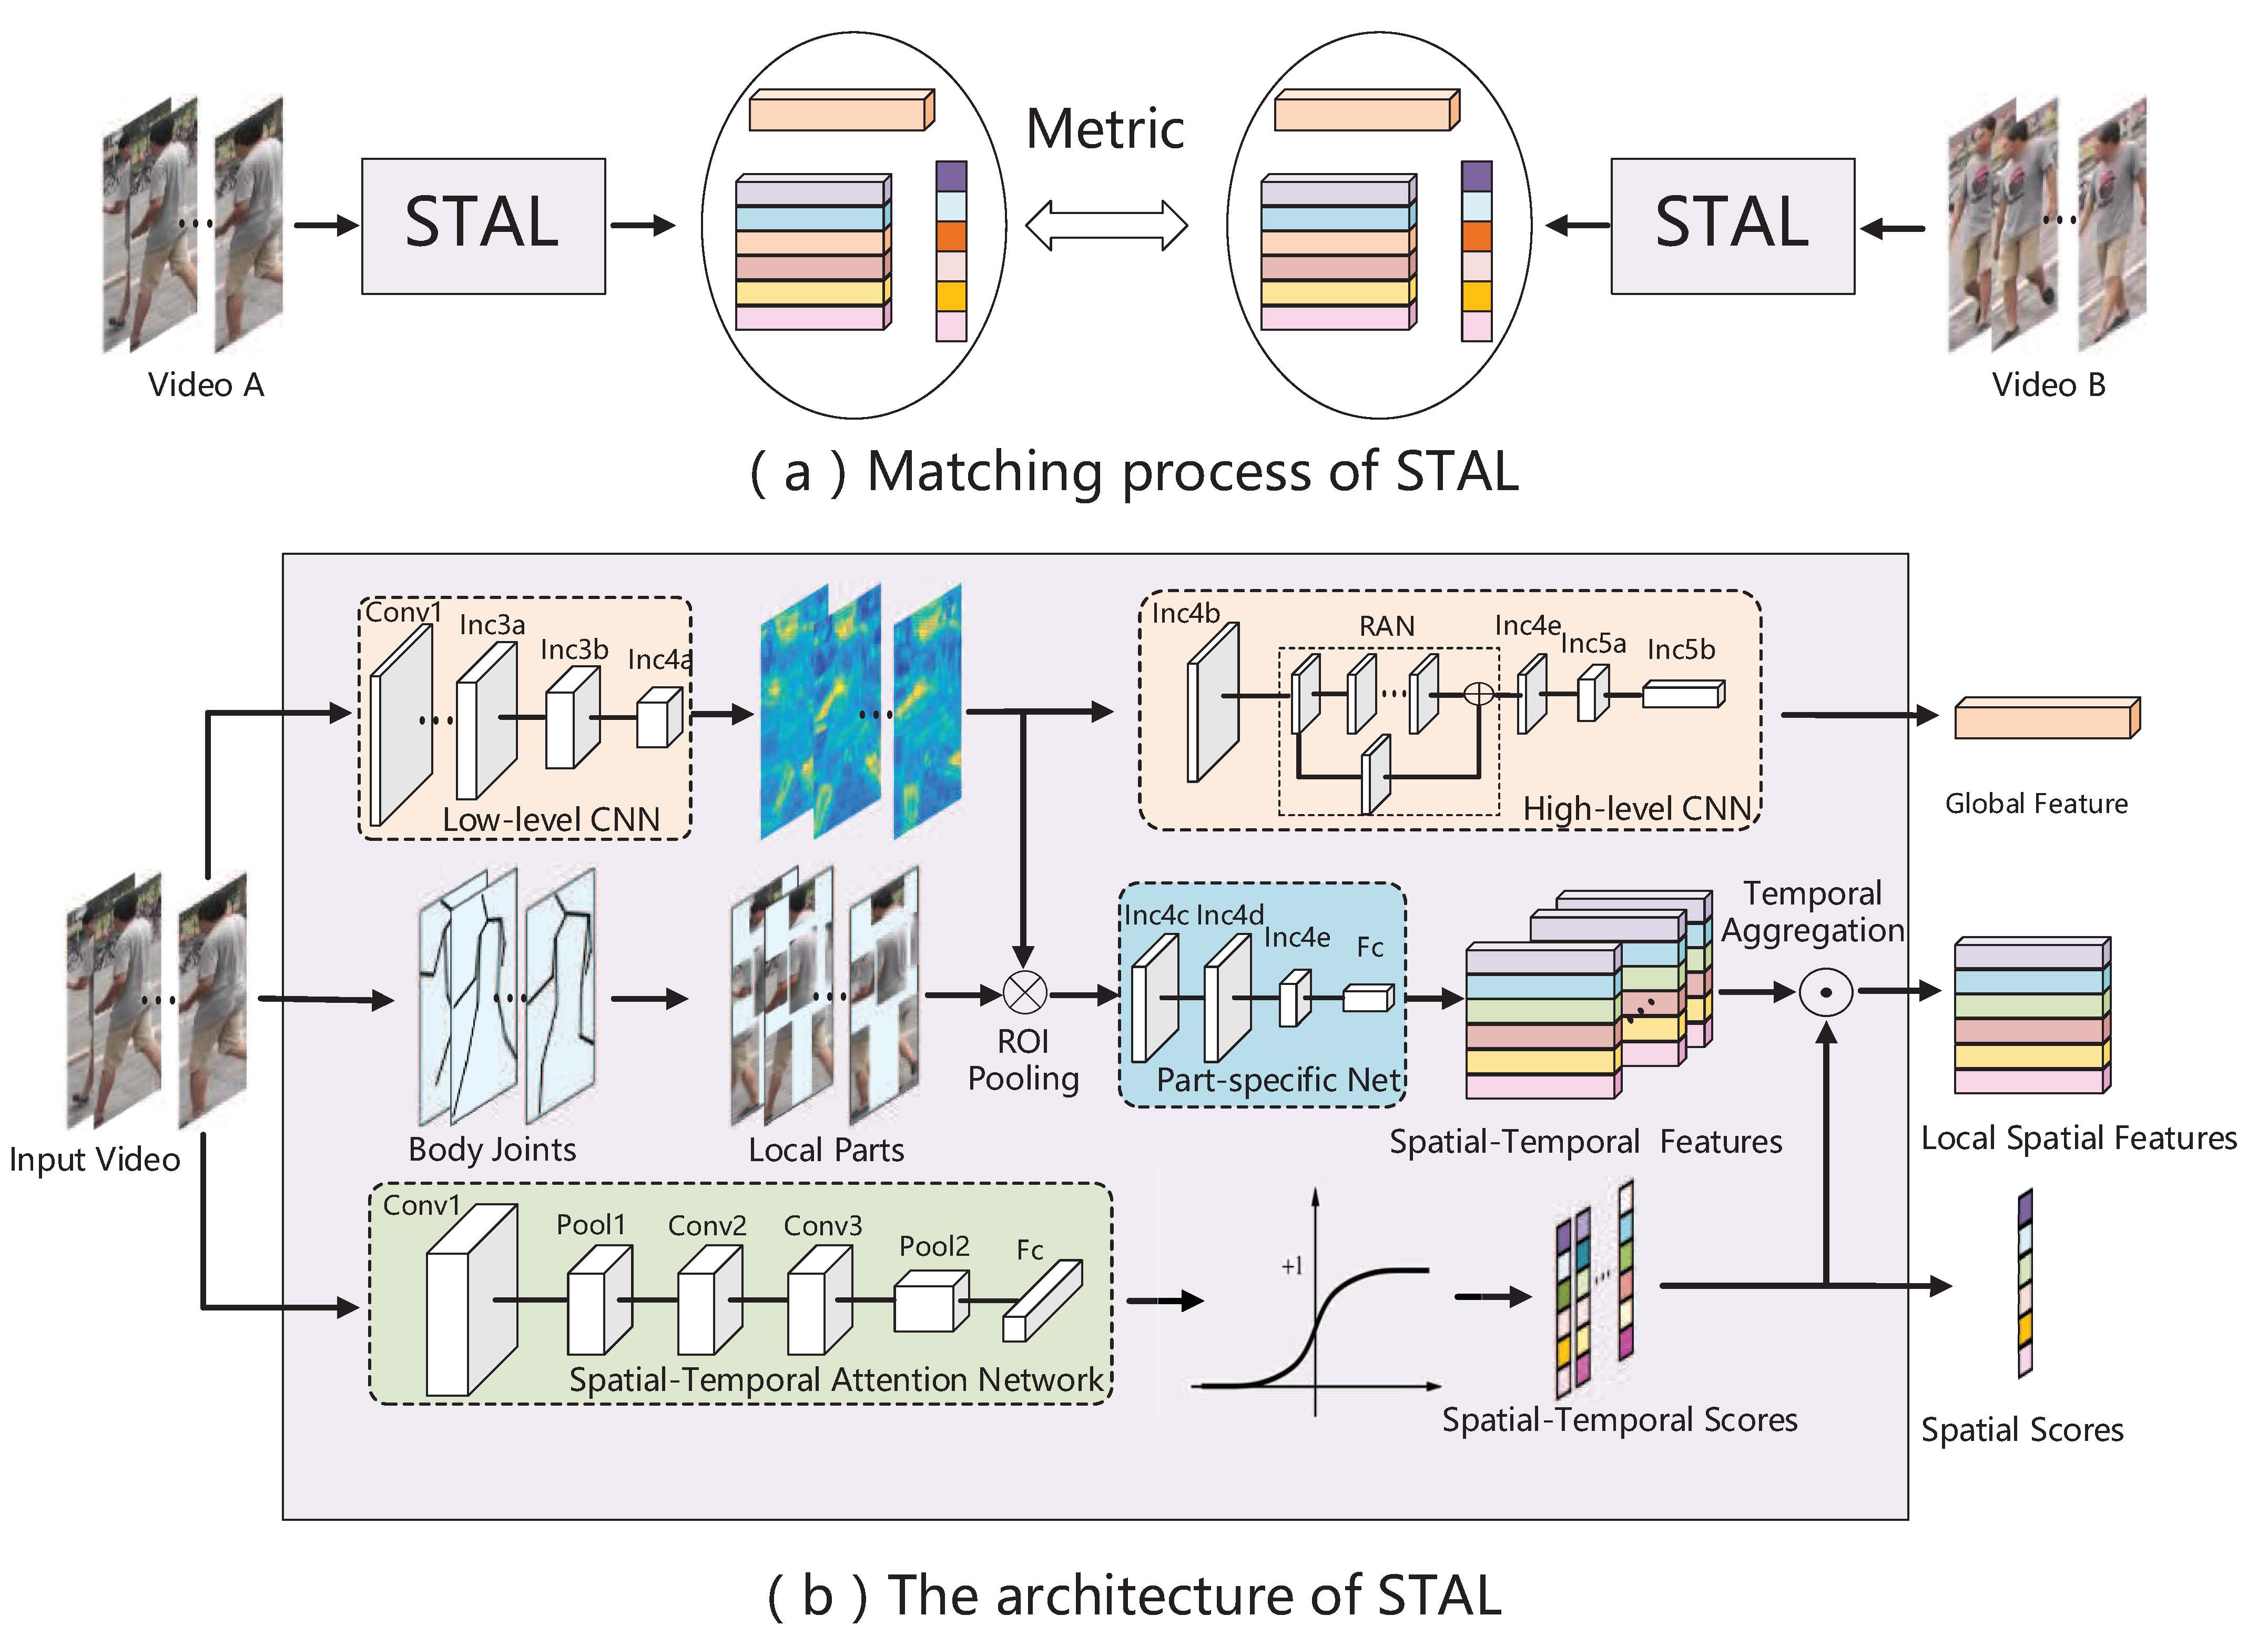 Metric
STAL
STAL
Video A
Video B
( a ) Matching process of STAL
Conv1
Inc3a
Inc3b
Inc4a
Low-level CNN
Inc4b
RAN
Inc4e
Inc5a
Inc5b
High-level CNN
Global Feature
Input Video
Body Joints
Local Parts
ROI
Pooling
Inc4c
Inc4d
Inc4e
Fc
Part-specific Net
Spatial-Temporal Features
Temporal
Aggregation
Local Spatial Features
Conv1
Pool1
Conv2
Conv3
Pool2
Fc
Spatial-Temporal Attention Network
+1
Spatial-Temporal Scores
Spatial Scores
( b ) The architecture of STAL